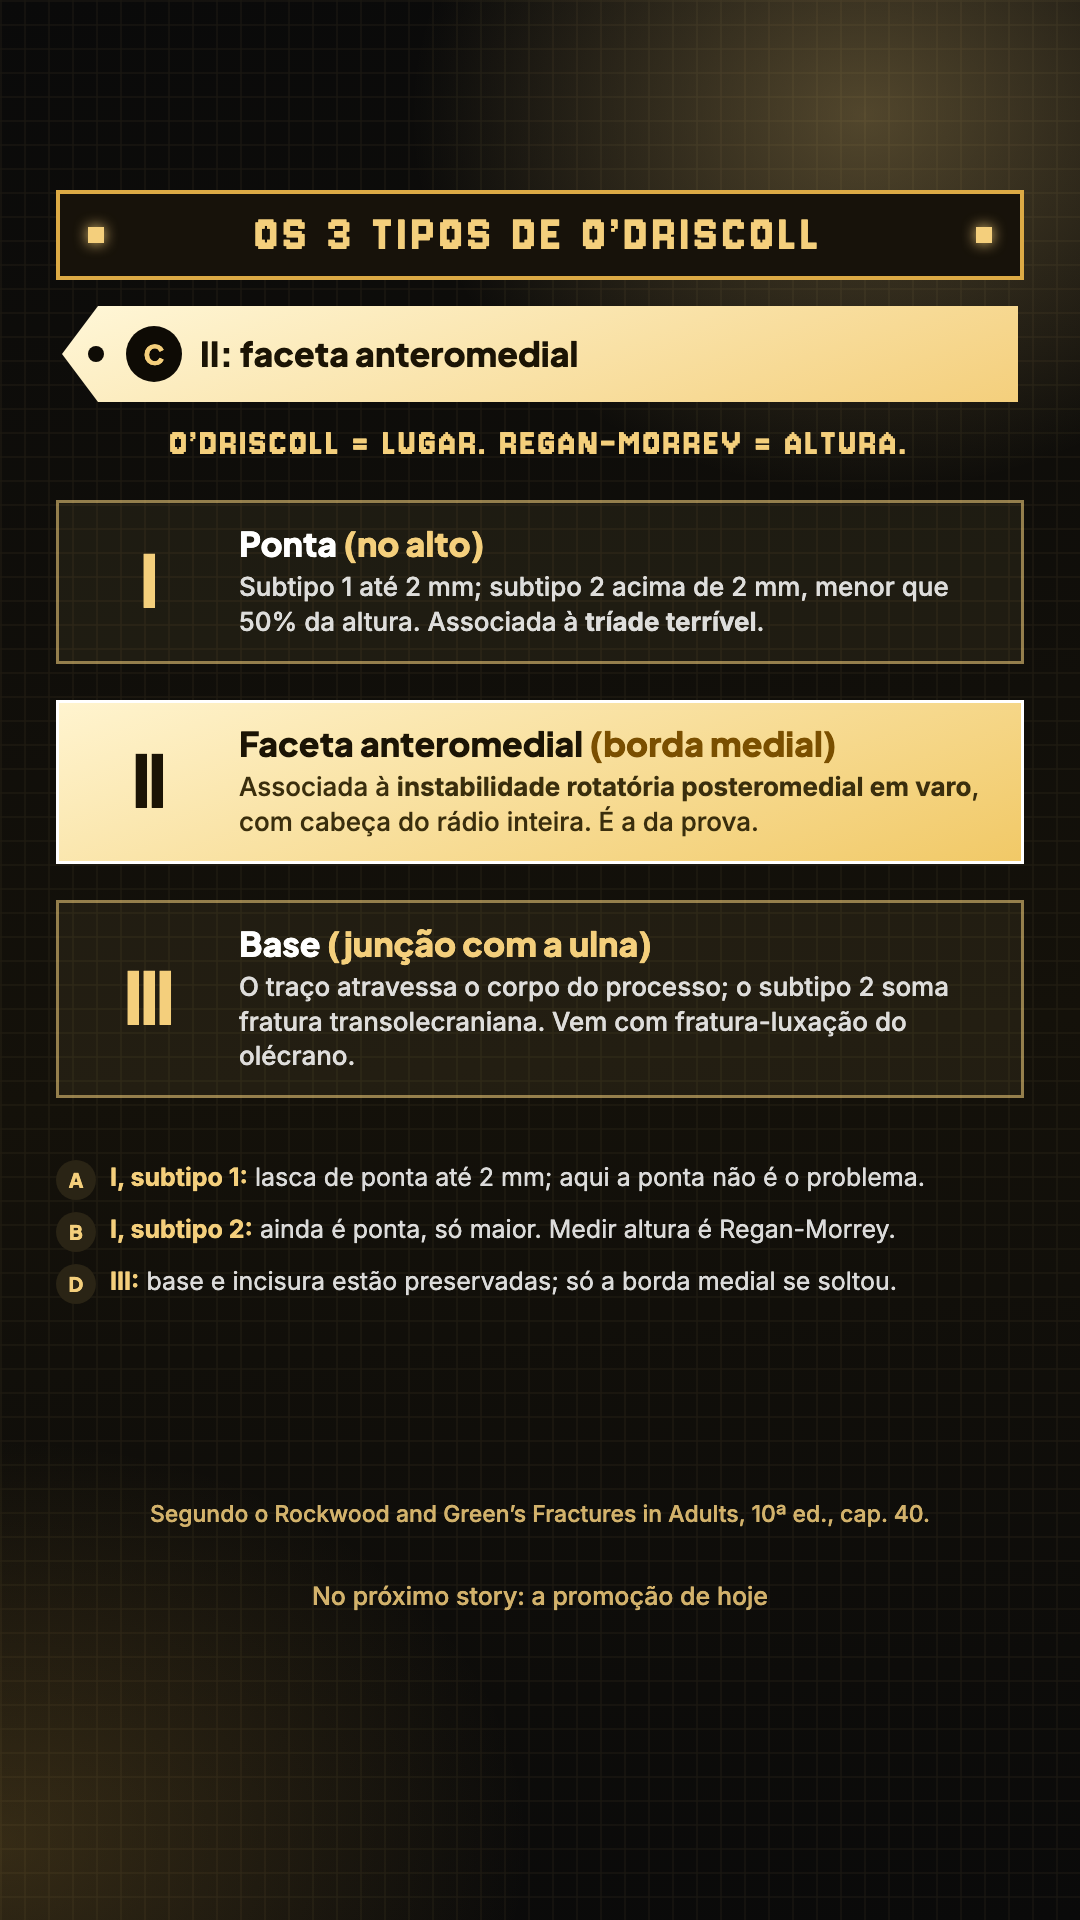 OS 3 TIPOS DE O’DRISCOLL
C II: faceta anteromedial
O’DRISCOLL = LUGAR. REGAN-MORREY = ALTURA.
I
Ponta (no alto)
Subtipo 1 até 2 mm; subtipo 2 acima de 2 mm, menor que
50% da altura. Associada à tríade terrível.
II
Faceta anteromedial (borda medial)
Associada à instabilidade rotatória posteromedial em varo,
com cabeça do rádio inteira. É a da prova.
III
Base (junção com a ulna)
O traço atravessa o corpo do processo; o subtipo 2 soma
fratura transolecraniana. Vem com fratura-luxação do
olécrano.
A I, subtipo 1: lasca de ponta até 2 mm; aqui a ponta não é o problema.
B I, subtipo 2: ainda é ponta, só maior. Medir altura é Regan-Morrey.
D III: base e incisura estão preservadas; só a borda medial se soltou.
Segundo o Rockwood and Green’s Fractures in Adults, 10ª ed., cap. 40.
No próximo story: a promoção de hoje